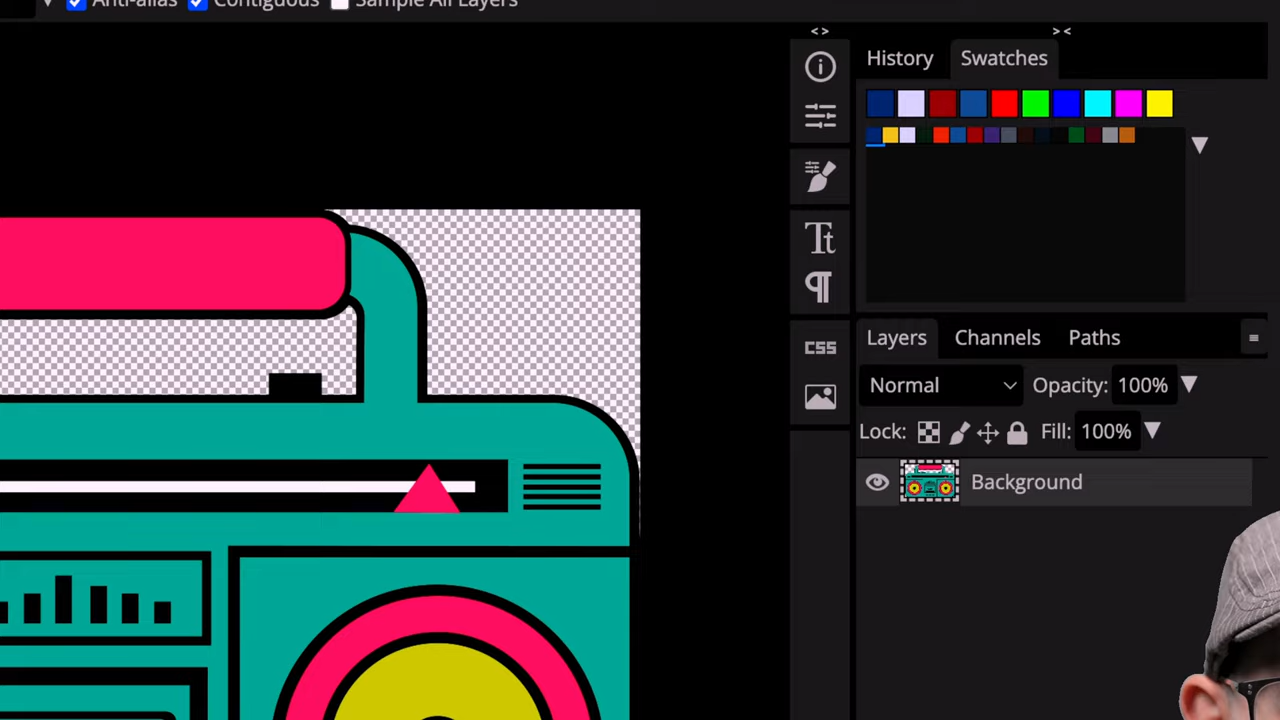 Anti-alias Contiguous Sample All Layers
< > > <
History Swatches
Tt
¶
CSS
Layers Channels Paths
Normal Opacity: 100%
Lock: Fill: 100%
Background